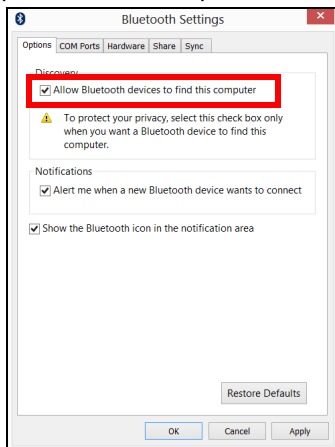 Bluetooth Settings
Options COM Ports Hardware Share Sync
Discovery
Allow Bluetooth devices to find this computer
To protect your privacy, select this check box only
when you want a Bluetooth device to find this
computer.
Notifications
Alert me when a new Bluetooth device wants to connect
Show the Bluetooth icon in the notification area
Restore Defaults
OK Cancel Apply